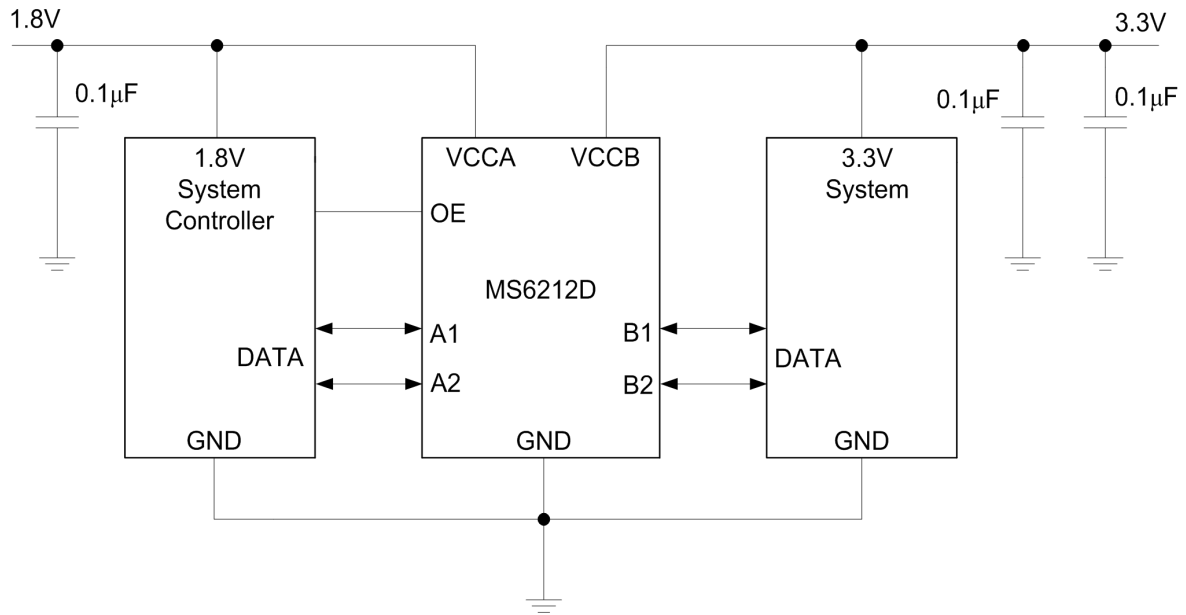 1.8V
3.3V
0.1μF
0.1μF
0.1μF
1.8V
System
Controller
VCCA
VCCB
3.3V
System
OE
MS6212D
A1
B1
DATA
DATA
A2
B2
GND
GND
GND